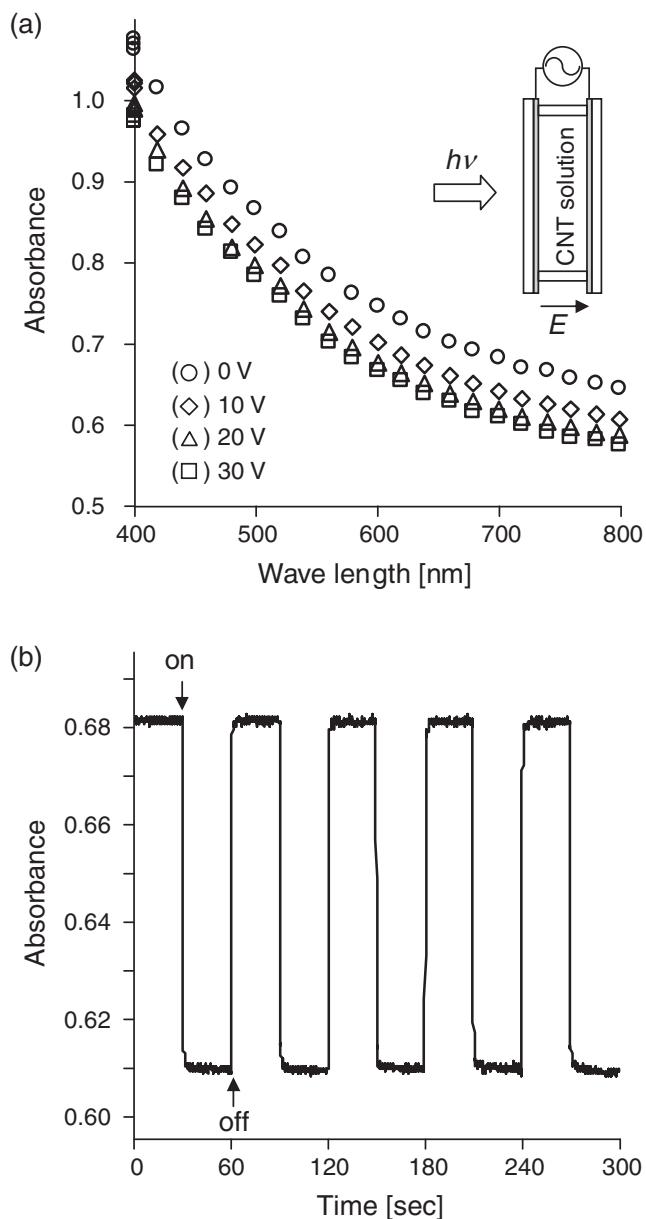 (a)
Absorbance
1.0
0.9
0.8
0.7
0.6
0.5
400
500
600
700
800
Wave length [nm]
( ) 0 V
( ) 10 V
( ) 20 V
( ) 30 V
hν
CNT solution
E
(b)
Absorbance
0.68
0.66
0.64
0.62
0.60
on
off
0
60
120
180
240
300
Time [sec]